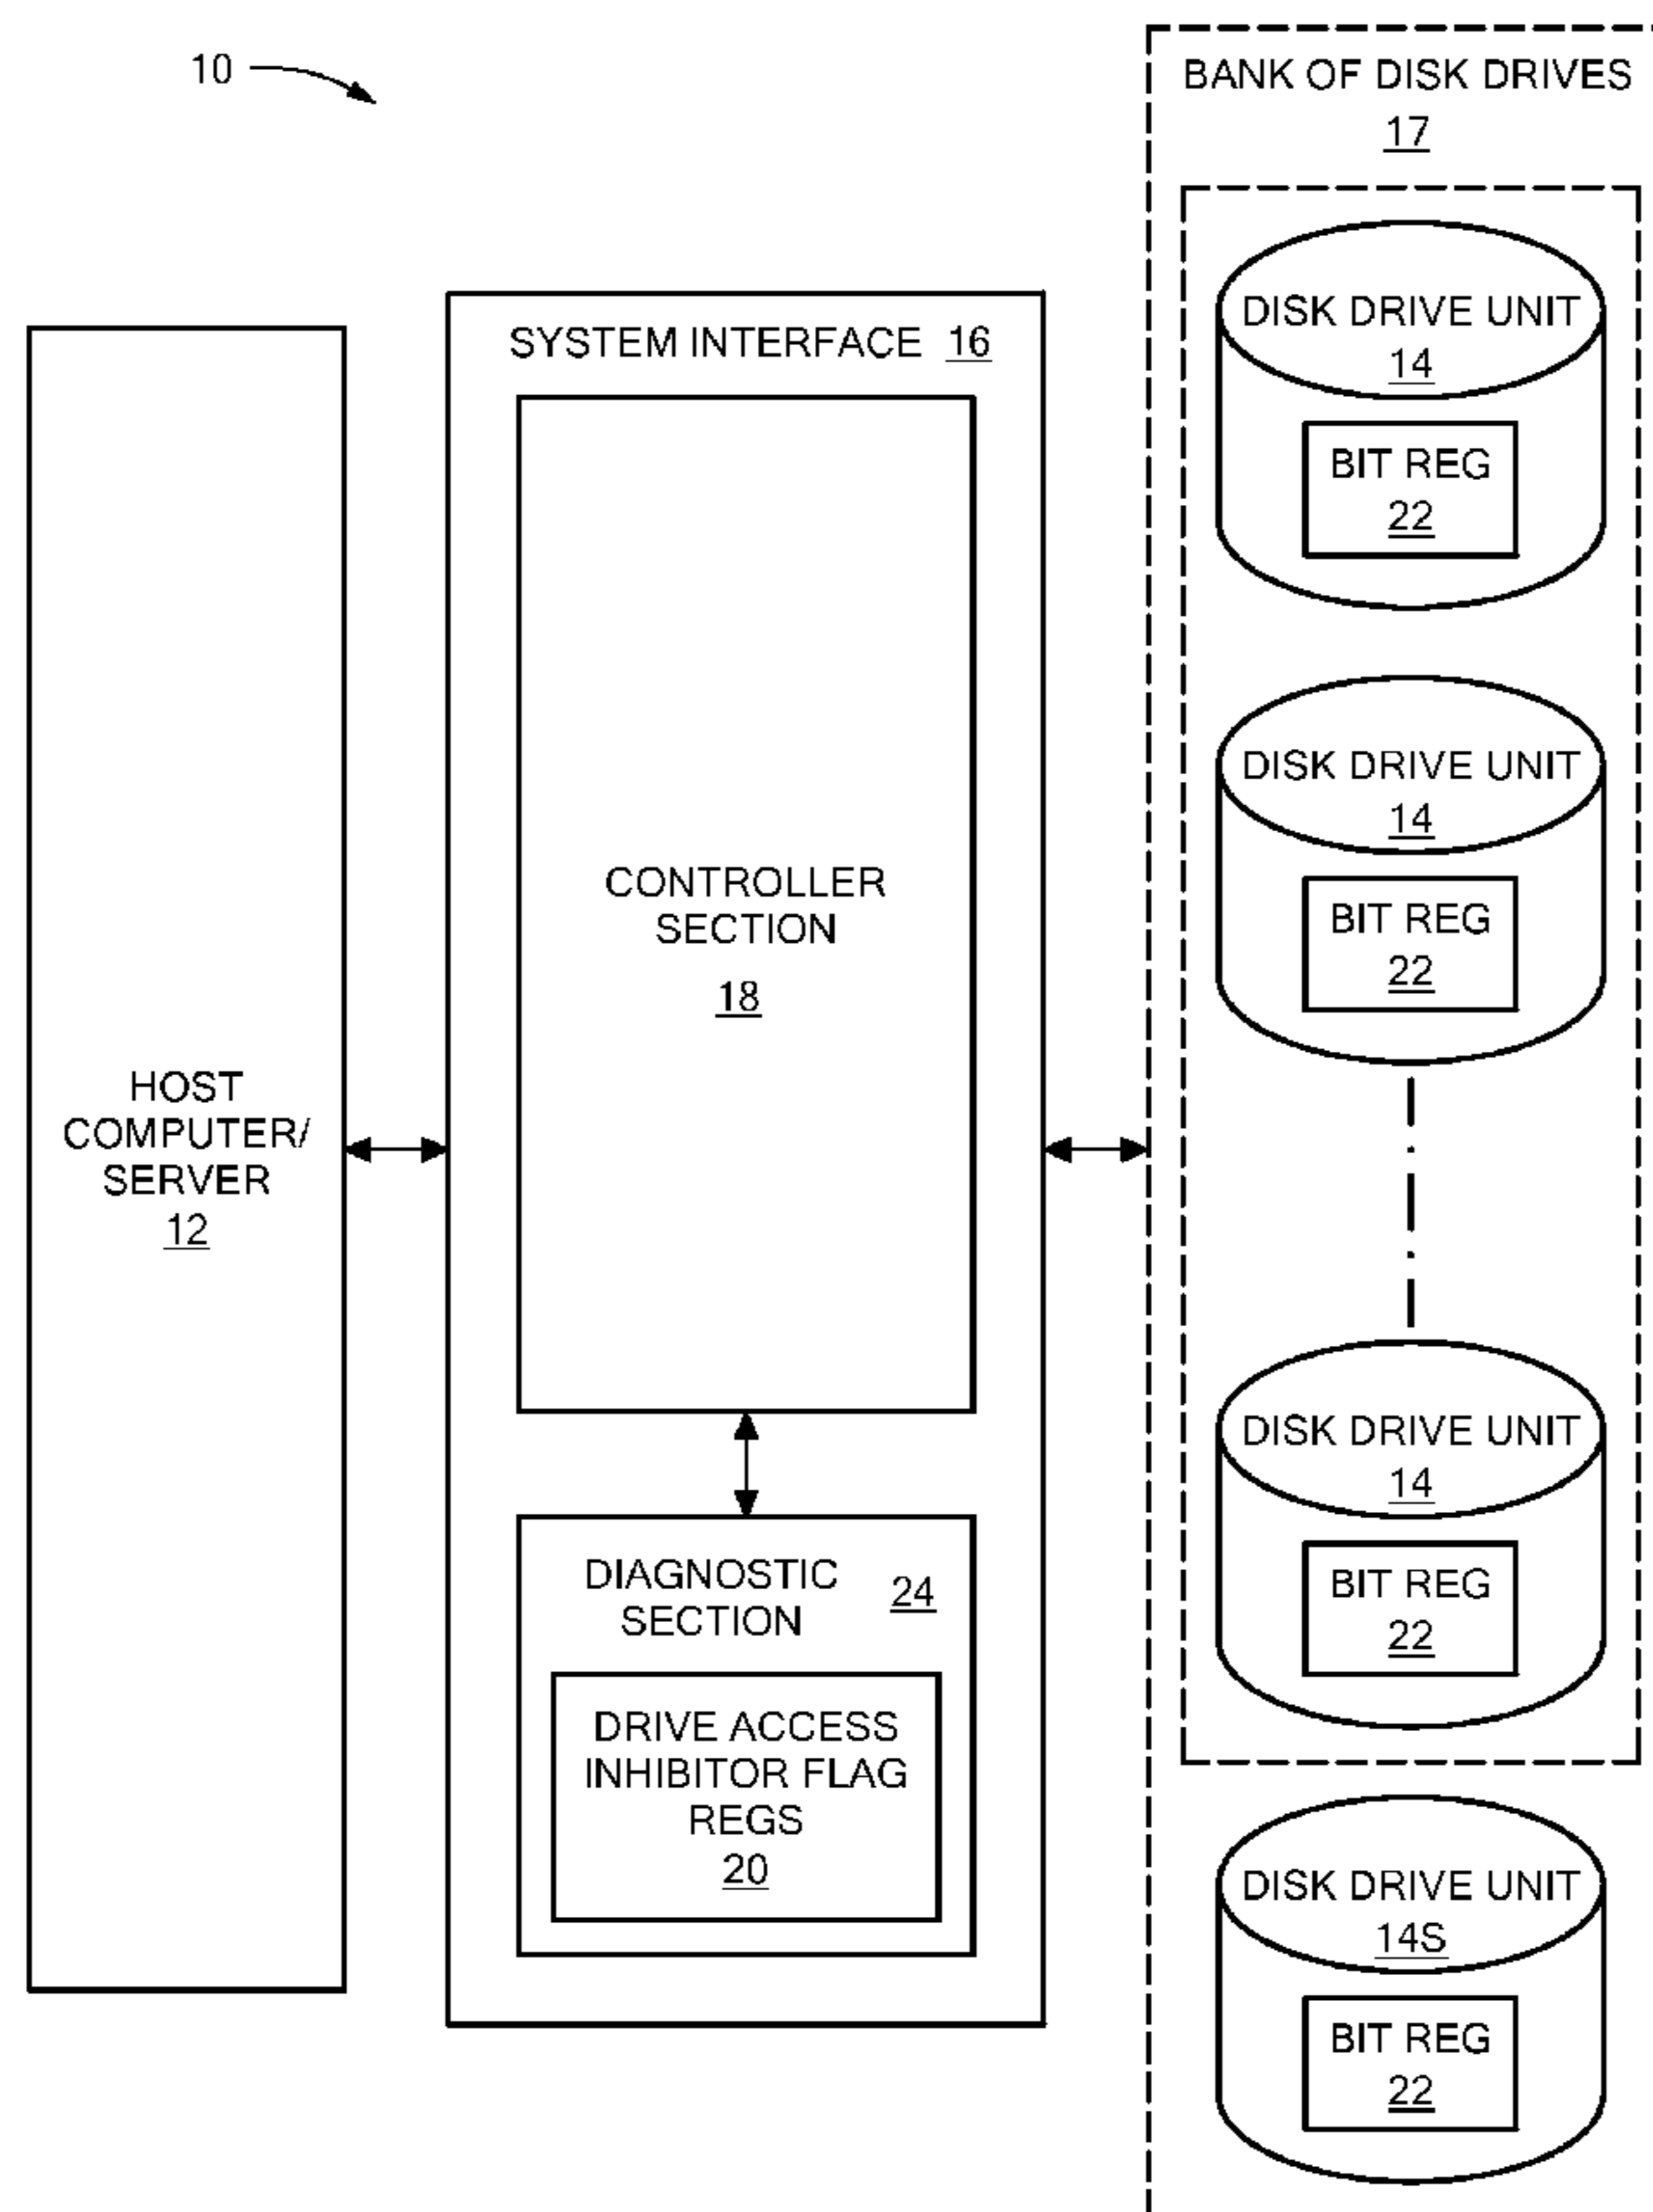 10
BANK OF DISK DRIVES
17
DISK DRIVE UNIT
14
BIT REG
22
DISK DRIVE UNIT
14
BIT REG
22
DISK DRIVE UNIT
14
BIT REG
22
DISK DRIVE UNIT
14S
BIT REG
22
SYSTEM INTERFACE 16
CONTROLLER
SECTION
18
DIAGNOSTIC
SECTION
24
DRIVE ACCESS
INHIBITOR FLAG
REGS
20
HOST
COMPUTER/
SERVER
12